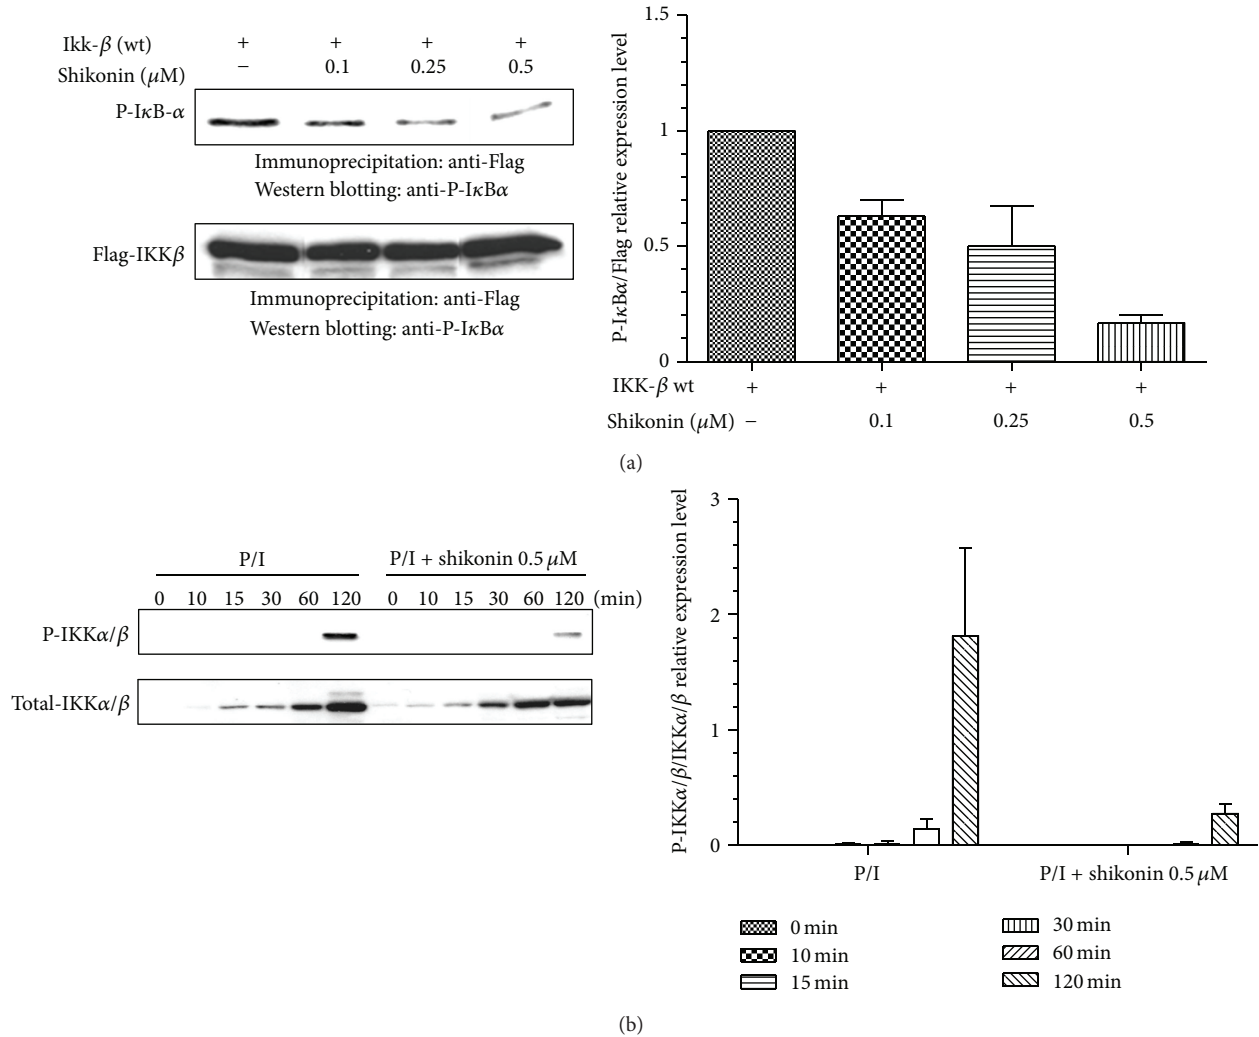 Ikk-β (wt) + + + +
Shikonin (μM) − 0.1 0.25 0.5
P-IκB-α
Immunoprecipitation: anti-Flag
Western blotting: anti-P-IκBα
Flag-IKKβ
Immunoprecipitation: anti-Flag
Western blotting: anti-P-IκBα
P-IκBα/Flag relative expression level
1.5
1
0.5
0
IKK-β wt + + + +
Shikonin (μM) − 0.1 0.25 0.5
(a)
P/I P/I + shikonin 0.5 μM
0 10 15 30 60 120 0 10 15 30 60 120 (min)
P-IKKα/β
Total-IKKα/β
P-IKKα/β/IKKα/β relative expression level
3
2
1
0
P/I P/I + shikonin 0.5 μM
0 min
10 min
15 min
30 min
60 min
120 min
(b)